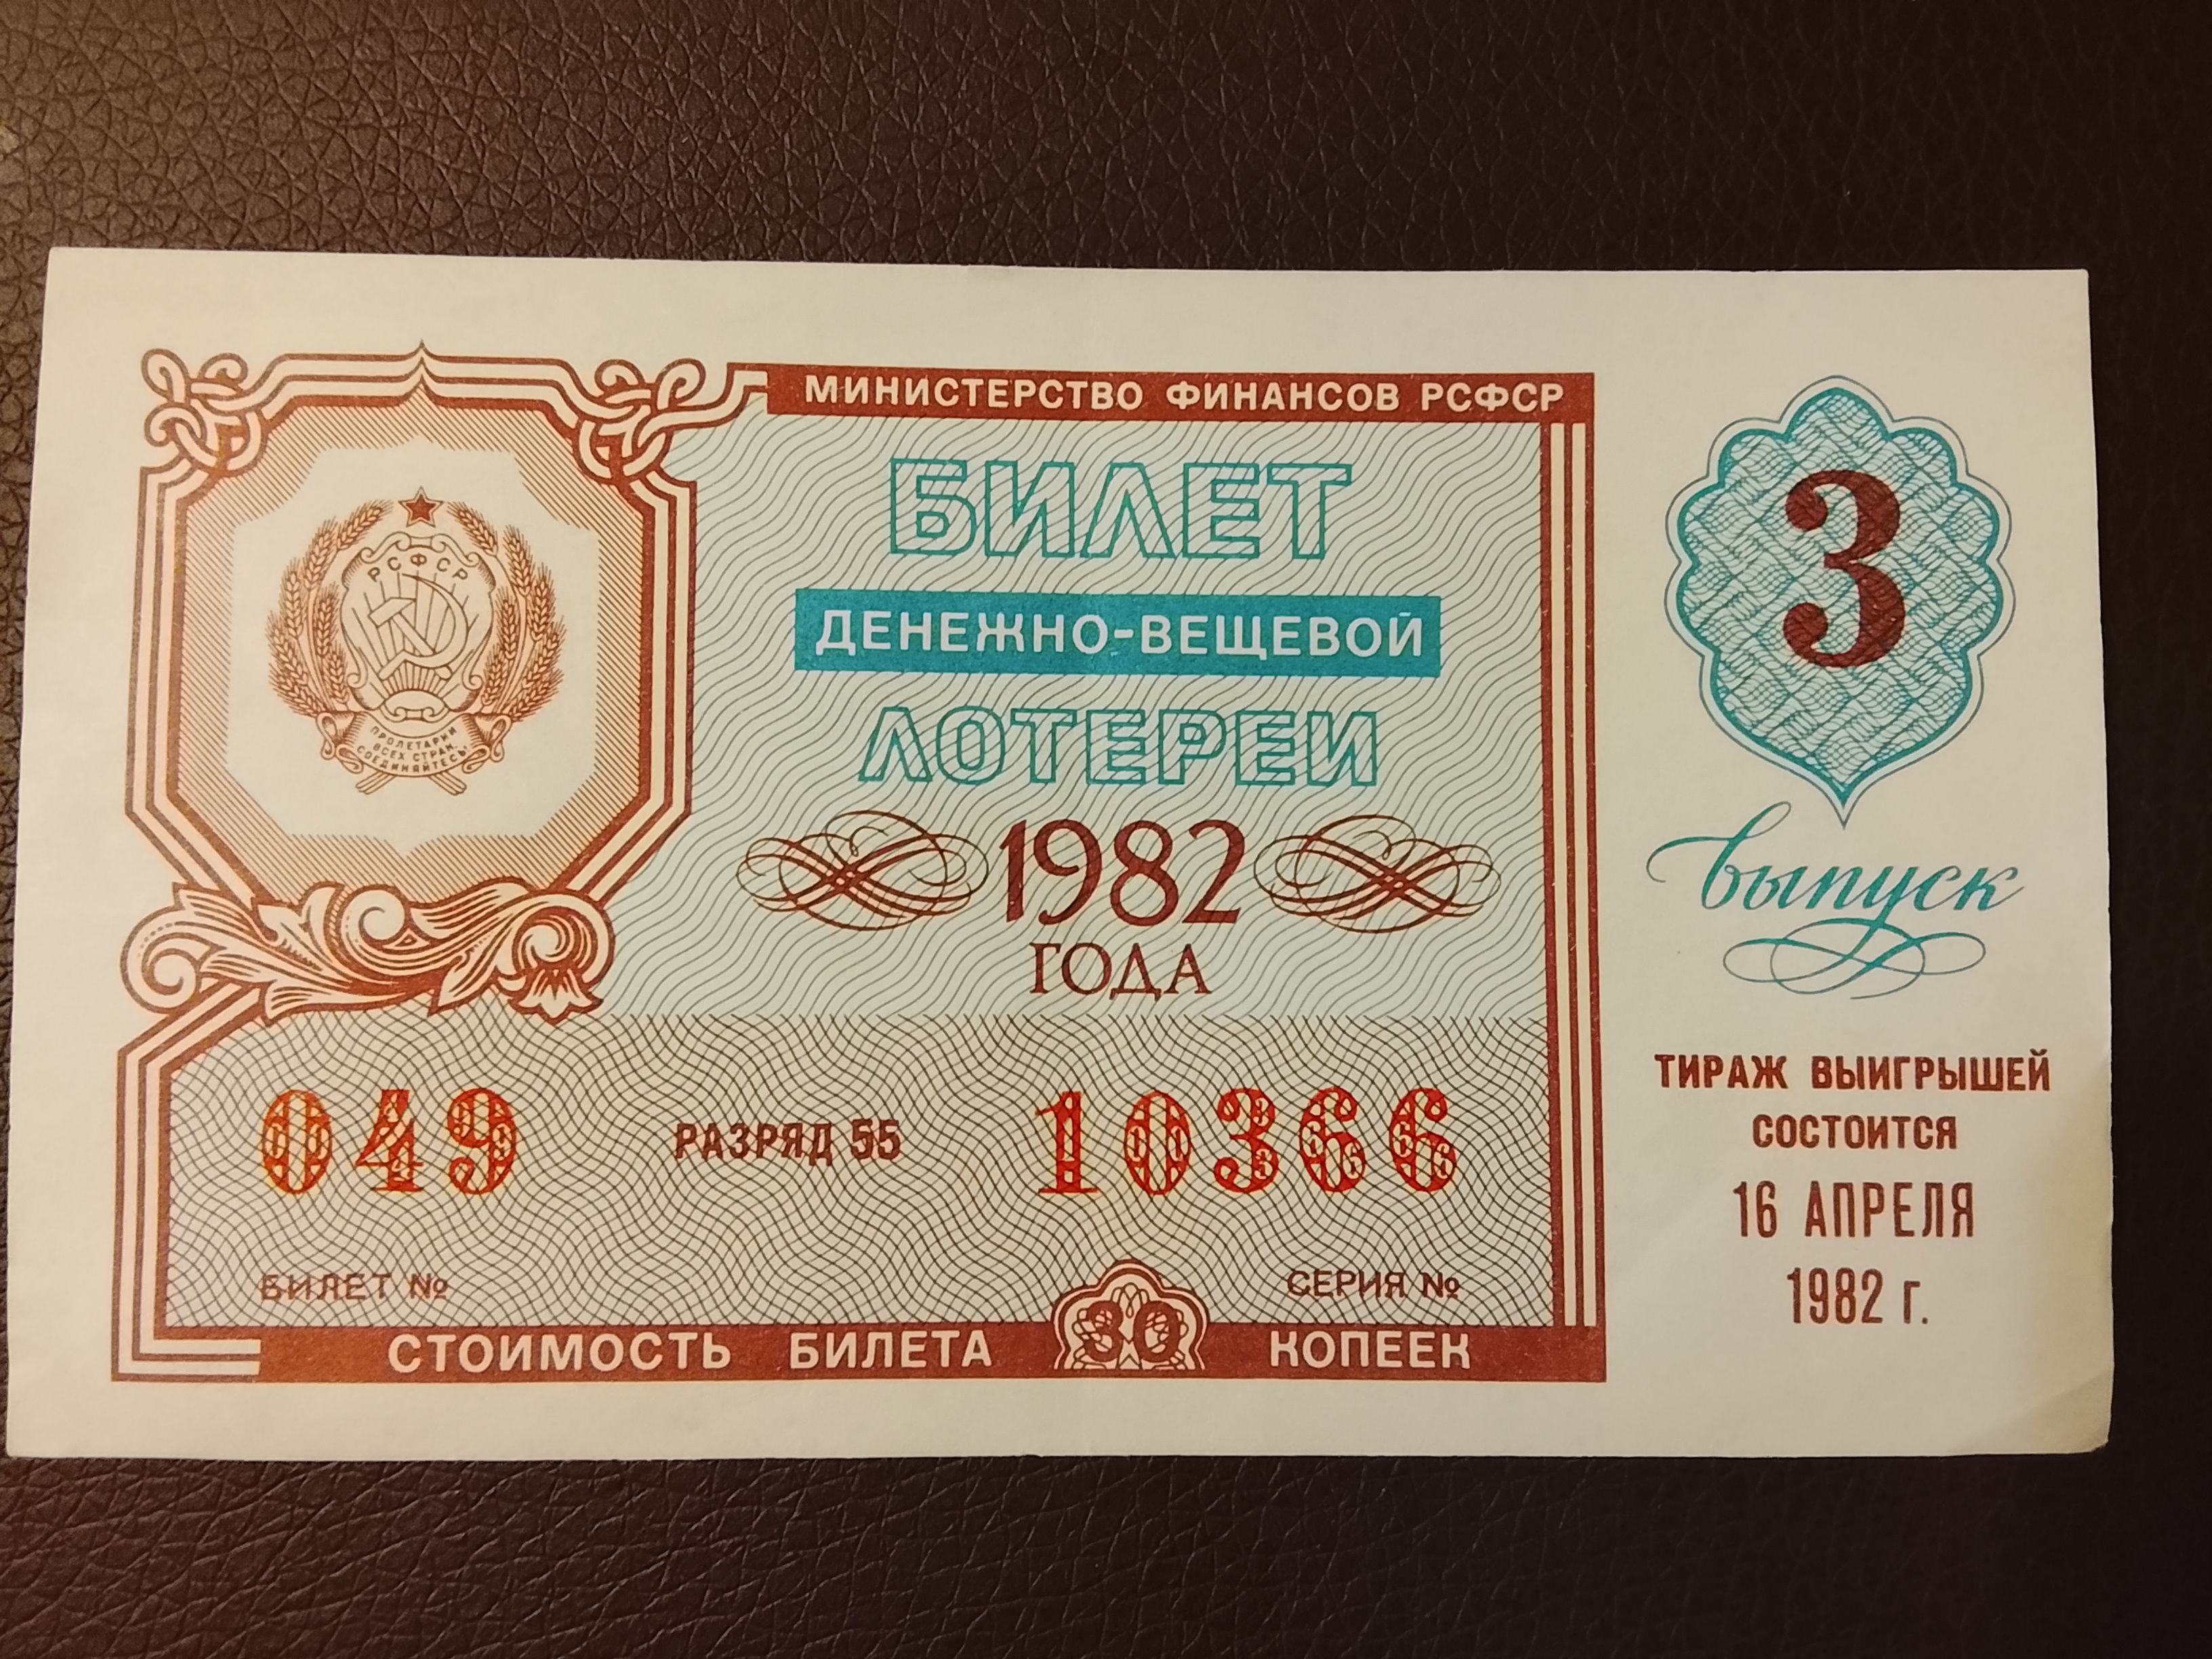 МИНИСТЕРСТВО ФИНАНСОВ РСФСР
БИЛЕТ
ДЕНЕЖНО-ВЕЩЕВОЙ
ЛОТЕРЕИ
1982
ГОДА
РСФСР
ПРОЛЕТАРИИ
ВСЕХ СТРАН,
СОЕДИНЯЙТЕСЬ!
049 РАЗРЯД 55 10366
БИЛЕТ № СЕРИЯ №
СТОИМОСТЬ БИЛЕТА 30 КОПЕЕК
3
выпуск
ТИРАЖ ВЫИГРЫШЕЙ
СОСТОИТСЯ
16 АПРЕЛЯ
1982 г.